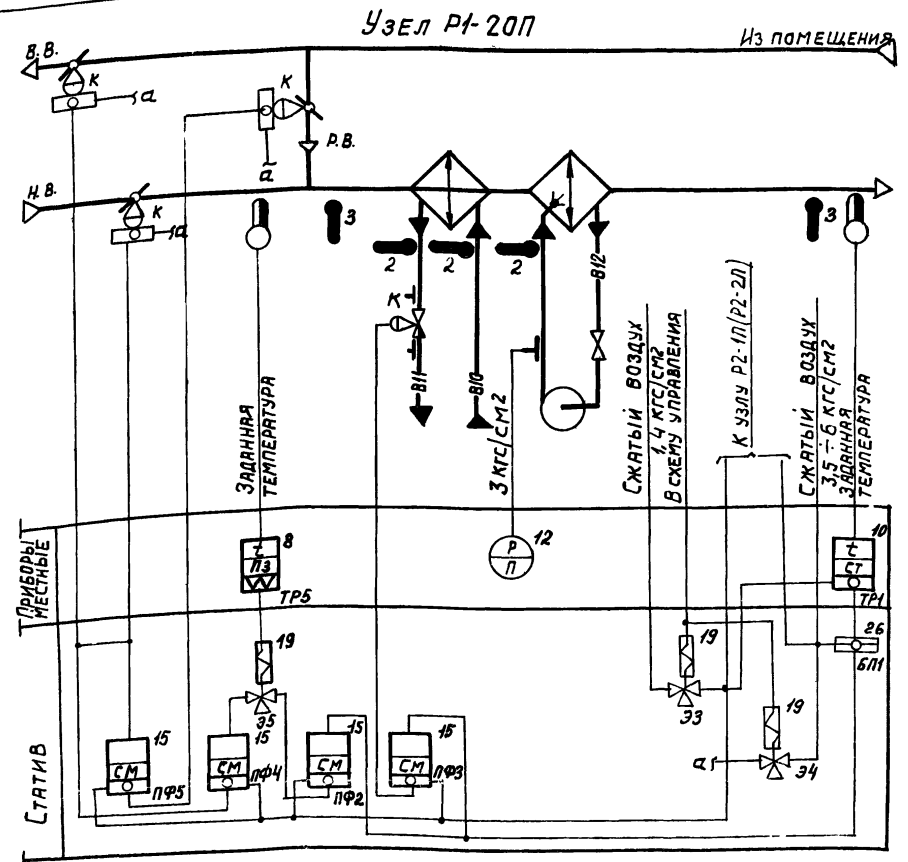 УЗЕЛ Р1-20П
В.В.
ИЗ ПОМЕЩЕНИЯ
К
а
К
Р.В.
а
Н.В.
К
а
3
3
2
2
2
К
В11
В10
В12
ЗАДАННАЯ
ТЕМПЕРАТУРА
3 КГС/СМ2
СЖАТЫЙ ВОЗДУХ
1,4 КГС/СМ2
В СХЕМУ УПРАВЛЕНИЯ
К УЗЛУ Р2-1П(Р2-2П)
СЖАТЫЙ ВОЗДУХ
3,5÷6 КГС/СМ2
ЗАДАННАЯ
ТЕМПЕРАТУРА
ПРИБОРЫ
МЕСТНЫЕ
t
ПЗ
8
ТР5
Р
П
12
10
t
СТ
ТР1
СТАТИВ
19
Э5
19
Э3
26
БП1
19
а
Э4
15
СМ
ПФ5
15
СМ
ПФ4
15
СМ
ПФ2
15
СМ
ПФ3